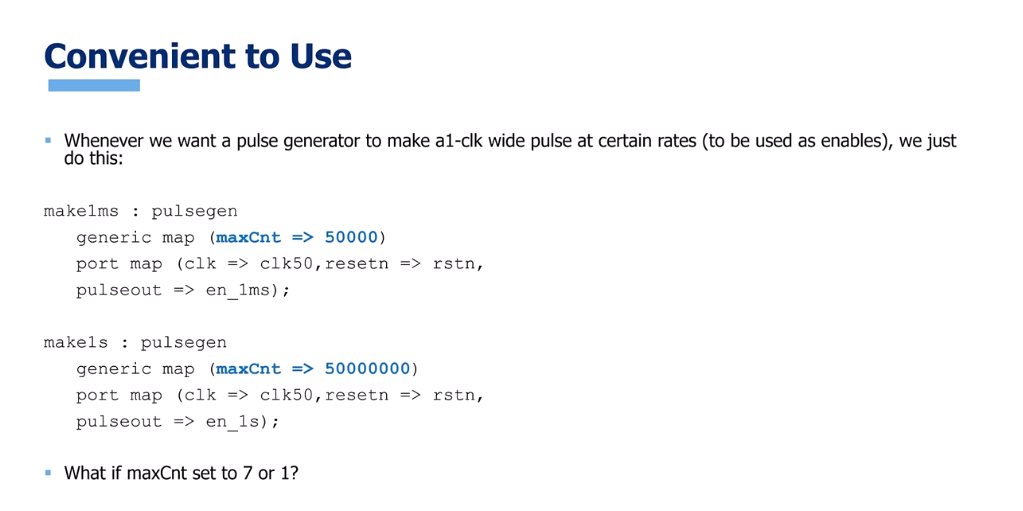 Convenient to Use
▪ Whenever we want a pulse generator to make a1-clk wide pulse at certain rates (to be used as enables), we just
do this:
make1ms : pulsegen
generic map (maxCnt => 50000)
port map (clk => clk50,resetn => rstn,
pulseout => en_1ms);
make1s : pulsegen
generic map (maxCnt => 50000000)
port map (clk => clk50,resetn => rstn,
pulseout => en_1s);
▪ What if maxCnt set to 7 or 1?